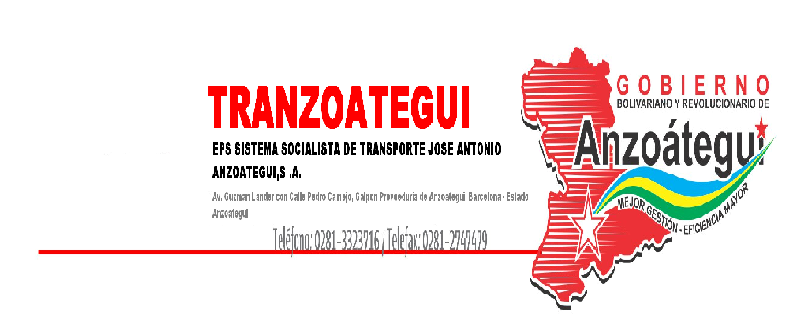 TRANZOATEGUI
EPS SISTEMA SOCIALISTA DE TRANSPORTE JOSE ANTONIO
ANZOATEGUI,S .A.
Av. Guzman Lander con Calle Pedro Camejo, Galpon Proveeduria de Anzoategui Barcelona - Estado
Anzoategui
Teléfono: 0281-3323716 , Telefax: 0281-2747479
GOBIERNO
BOLIVARIANO Y REVOLUCIONARIO DE
Anzoátegui
MEJOR GESTIÓN - EFICIENCIA MAYOR